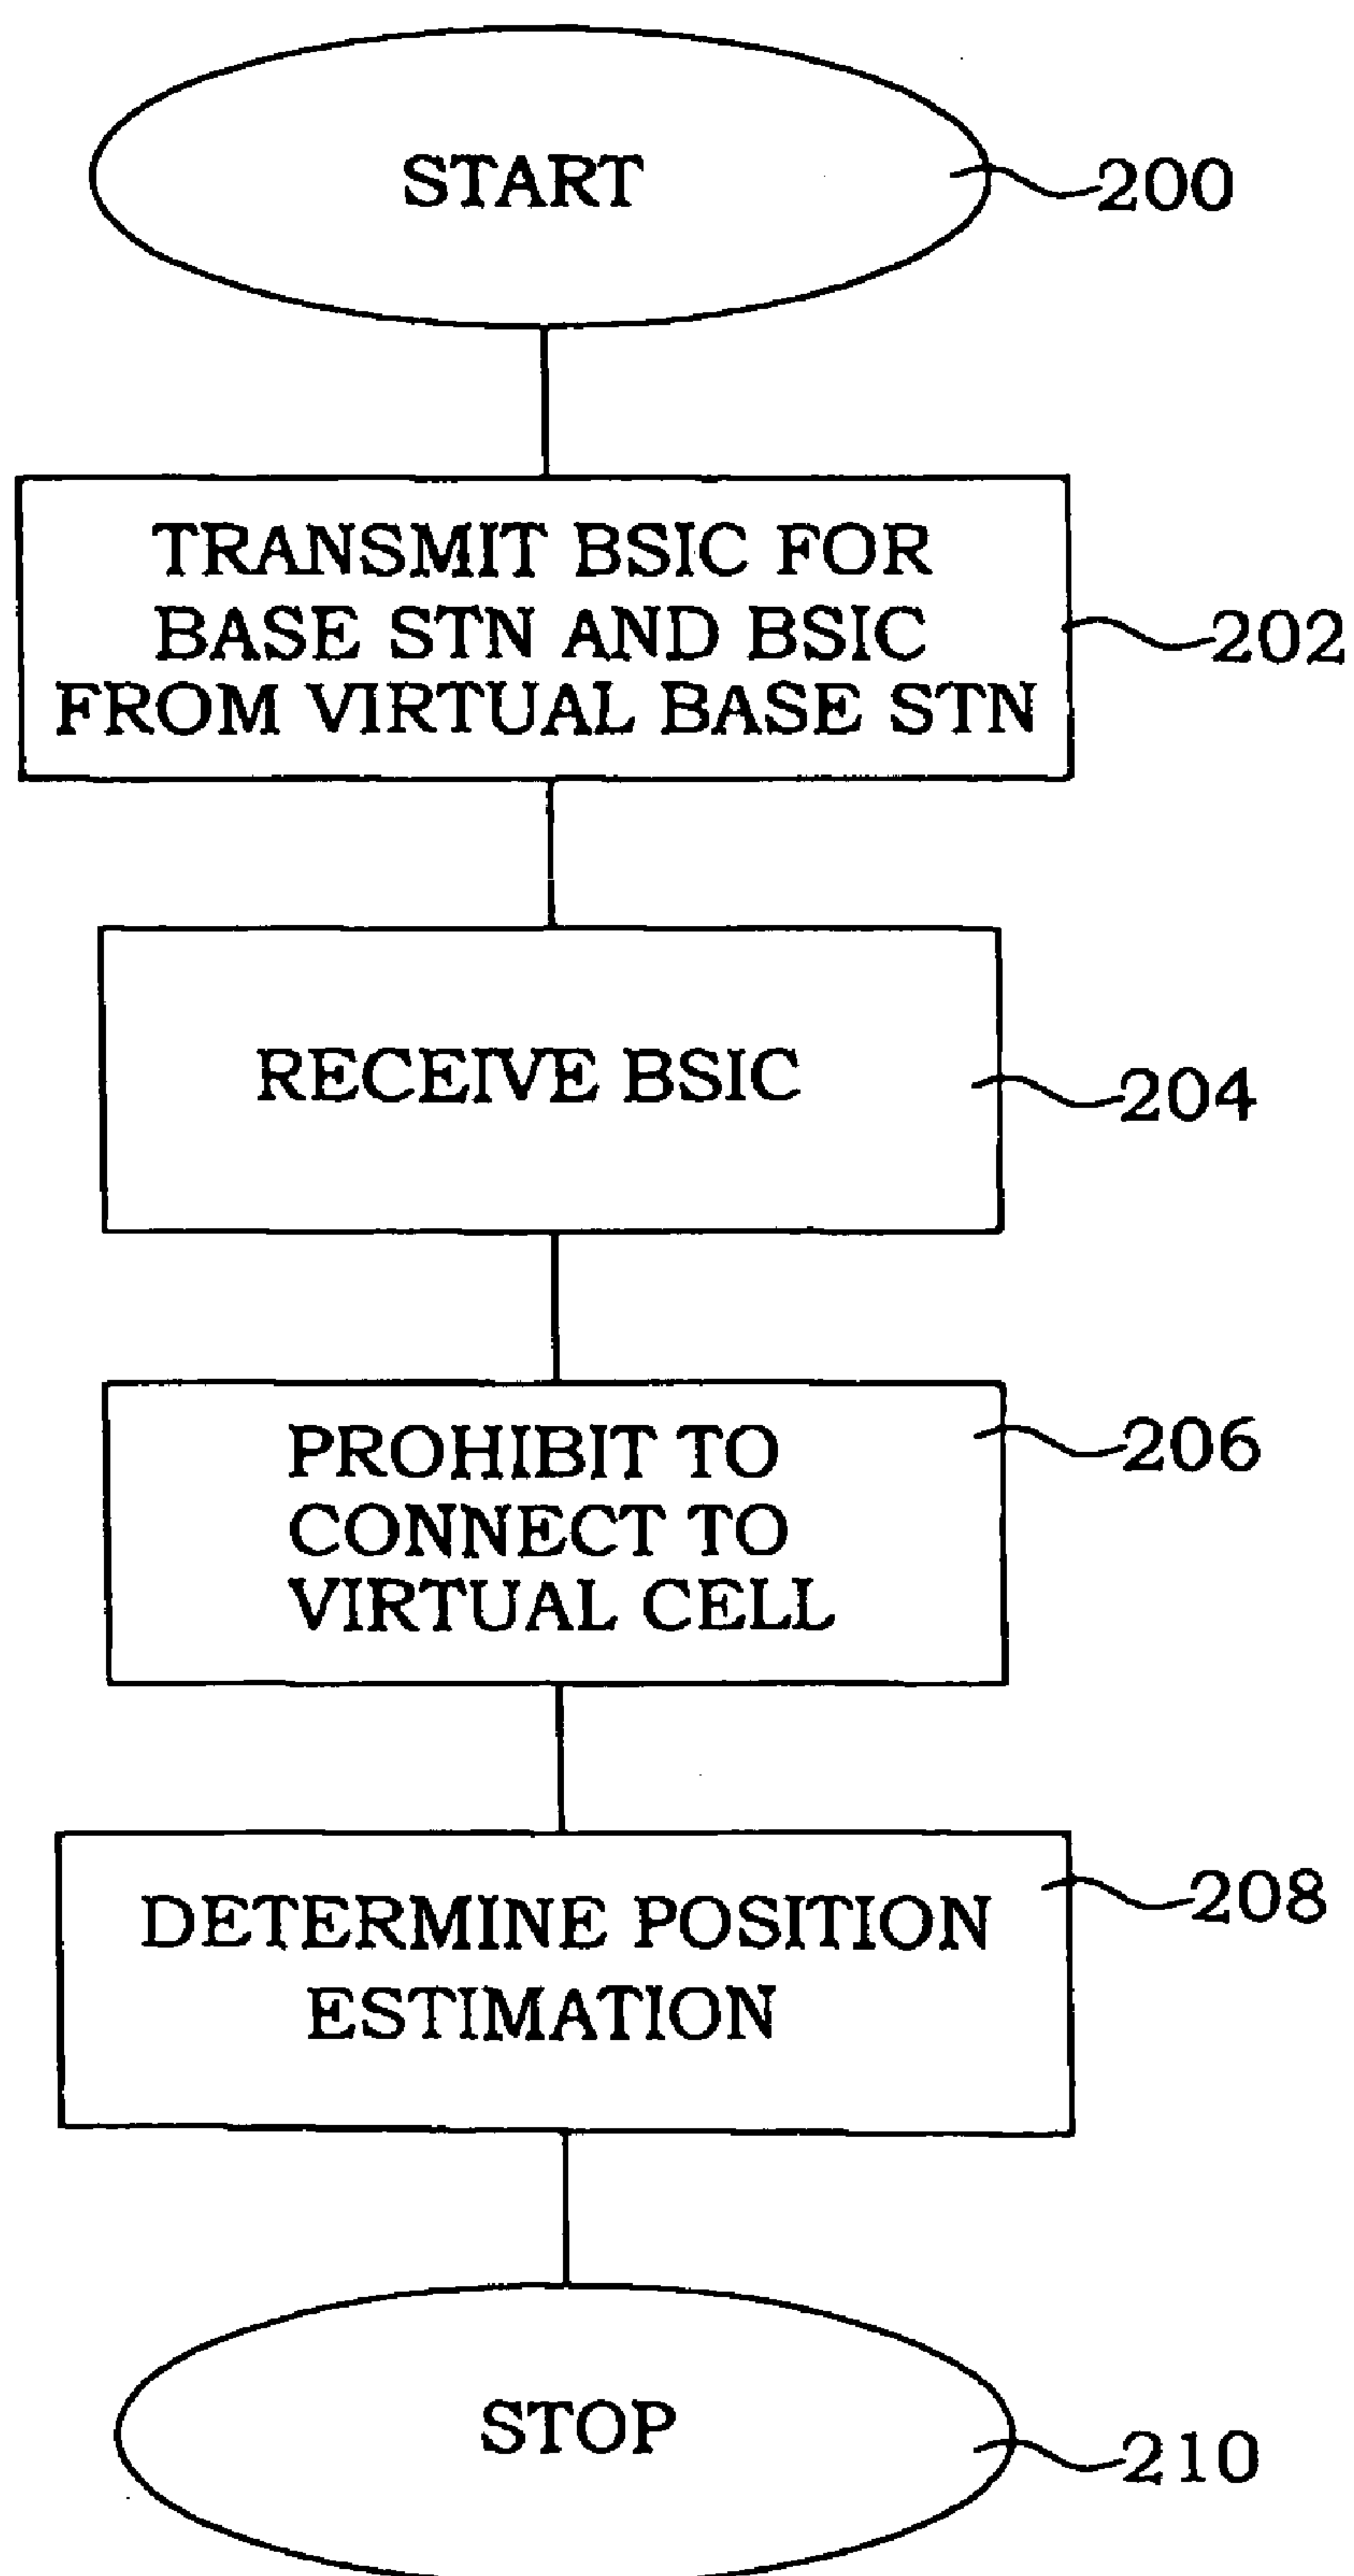 START
200
TRANSMIT BSIC FOR
BASE STN AND BSIC
FROM VIRTUAL BASE STN
202
RECEIVE BSIC
204
PROHIBIT TO
CONNECT TO
VIRTUAL CELL
206
DETERMINE POSITION
ESTIMATION
208
STOP
210